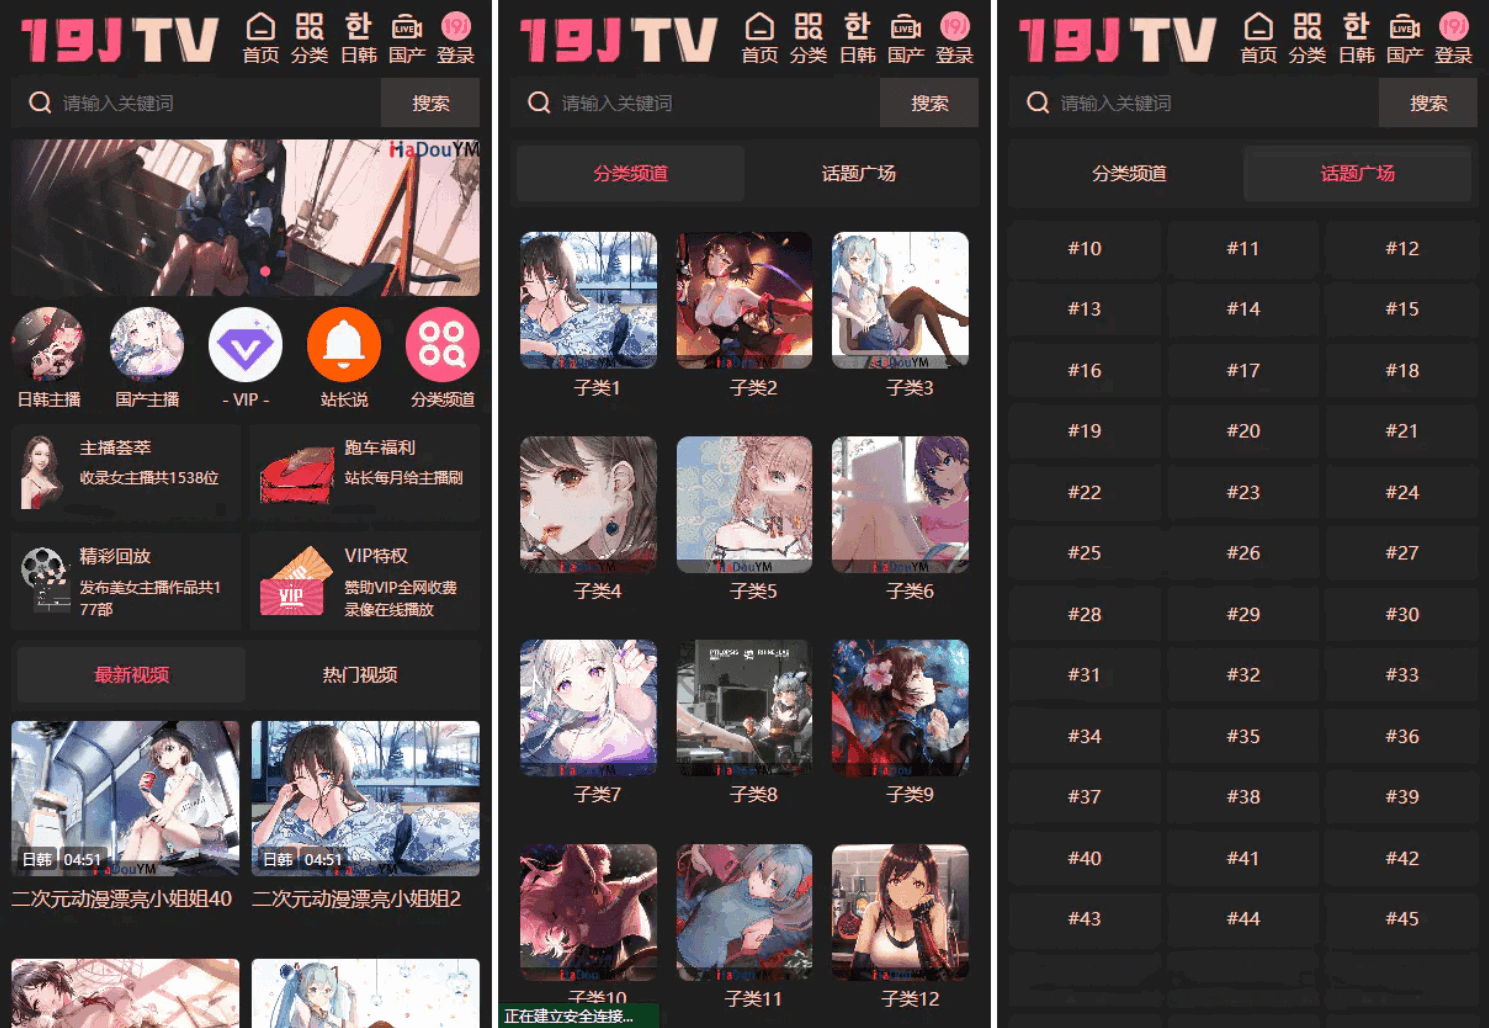 19J TV
首页 分类 日韩 国产 登录
请输入关键词 搜索
MaDouYM
日韩主播 国产主播 - VIP - 站长说 分类频道
主播荟萃
收录女主播共1538位
跑车福利
站长每月给主播刷
精彩回放
发布美女主播作品共1
77部
VIP
VIP特权
赞助VIP全网收费
录像在线播放
最新视频 热门视频
日韩 04:51
二次元动漫漂亮小姐姐40
日韩 04:51
二次元动漫漂亮小姐姐2
19J TV
首页 分类 日韩 国产 登录
请输入关键词 搜索
分类频道 话题广场
子类1 子类2 子类3
子类4 子类5 子类6
子类7 子类8 子类9
子类10 子类11 子类12
正在建立安全连接...
19J TV
首页 分类 日韩 国产 登录
请输入关键词 搜索
分类频道 话题广场
#10 #11 #12
#13 #14 #15
#16 #17 #18
#19 #20 #21
#22 #23 #24
#25 #26 #27
#28 #29 #30
#31 #32 #33
#34 #35 #36
#37 #38 #39
#40 #41 #42
#43 #44 #45